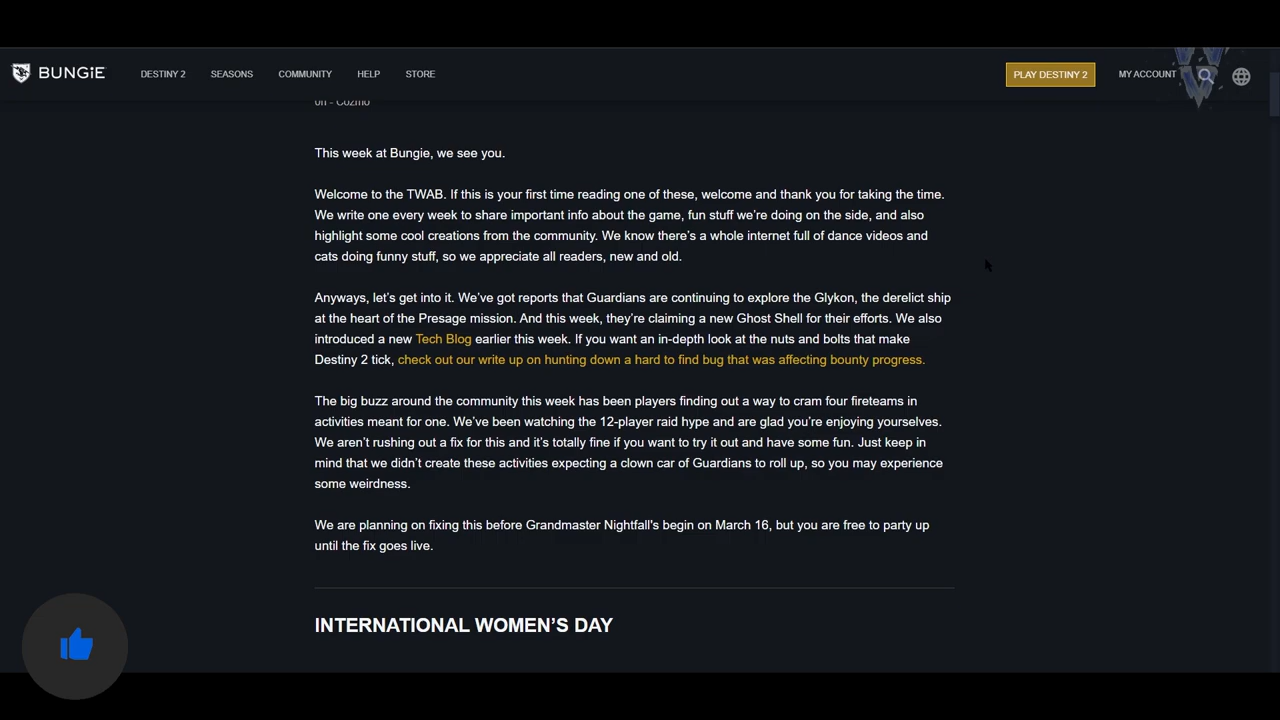 BUNGiE
DESTINY 2 SEASONS COMMUNITY HELP STORE
PLAY DESTINY 2 MY ACCOUNT
on - Cozmo
This week at Bungie, we see you.
Welcome to the TWAB. If this is your first time reading one of these, welcome and thank you for taking the time.
We write one every week to share important info about the game, fun stuff we're doing on the side, and also
highlight some cool creations from the community. We know there's a whole internet full of dance videos and
cats doing funny stuff, so we appreciate all readers, new and old.
Anyways, let's get into it. We've got reports that Guardians are continuing to explore the Glykon, the derelict ship
at the heart of the Presage mission. And this week, they're claiming a new Ghost Shell for their efforts. We also
introduced a new Tech Blog earlier this week. If you want an in-depth look at the nuts and bolts that make
Destiny 2 tick, check out our write up on hunting down a hard to find bug that was affecting bounty progress.
The big buzz around the community this week has been players finding out a way to cram four fireteams in
activities meant for one. We've been watching the 12-player raid hype and are glad you're enjoying yourselves.
We aren't rushing out a fix for this and it's totally fine if you want to try it out and have some fun. Just keep in
mind that we didn't create these activities expecting a clown car of Guardians to roll up, so you may experience
some weirdness.
We are planning on fixing this before Grandmaster Nightfall's begin on March 16, but you are free to party up
until the fix goes live.
INTERNATIONAL WOMEN'S DAY